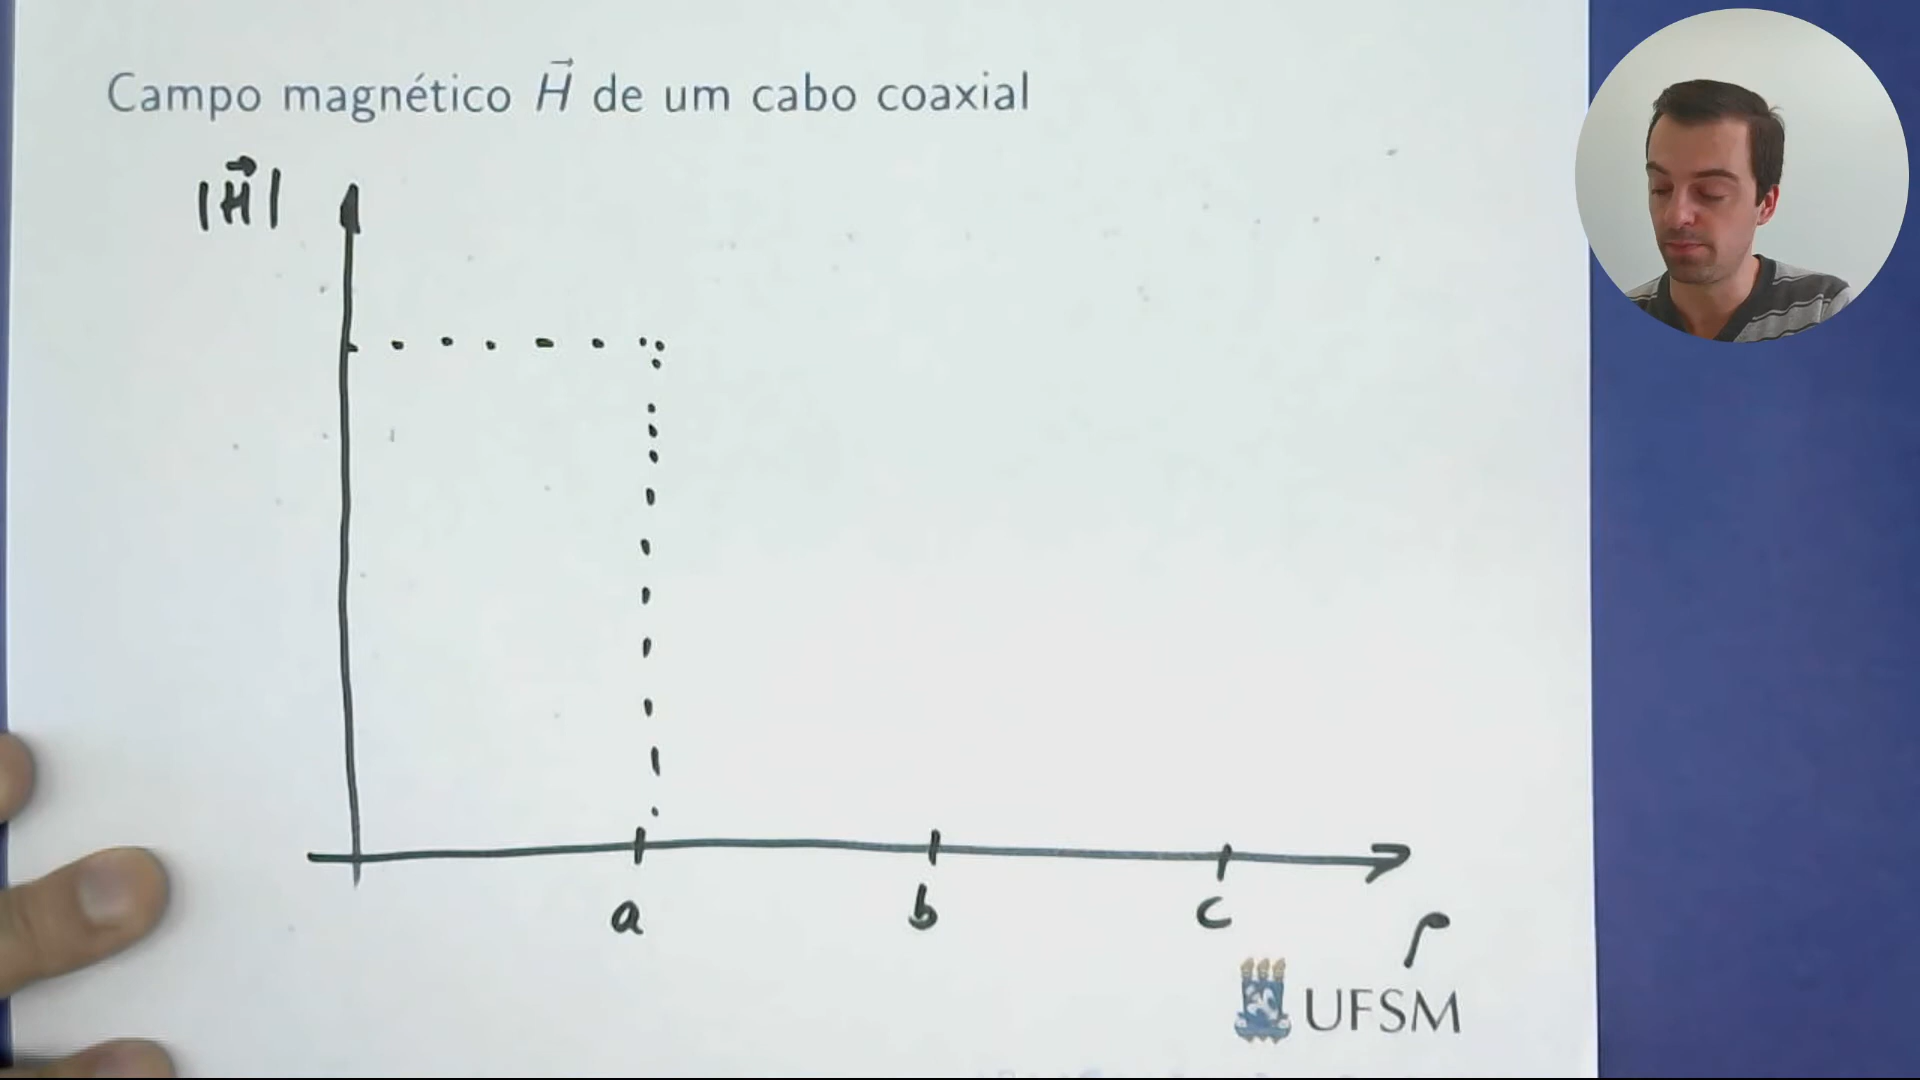 Campo magnético H⃗ de um cabo coaxial
|H⃗|
a b c
ρ
UFSM